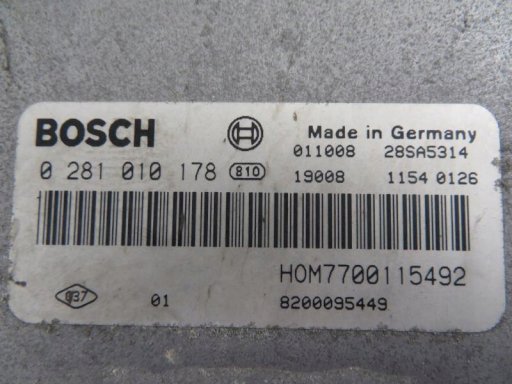 BOSCH Made in Germany
011008 28SA5314
0 281 010 178 810
19008 1154 0126
HOM7700115492
037 01 8200095449